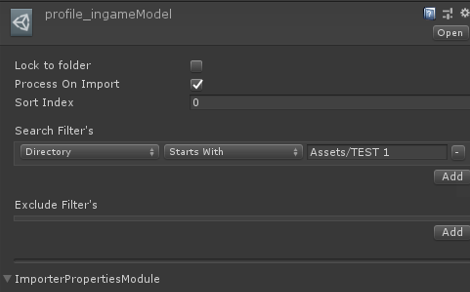 profile_ingameModel
Open
Lock to folder
Process On Import
Sort Index 0
Search Filter's
Directory Starts With Assets/TEST 1 -
Add
Exclude Filter's
Add
ImporterPropertiesModule